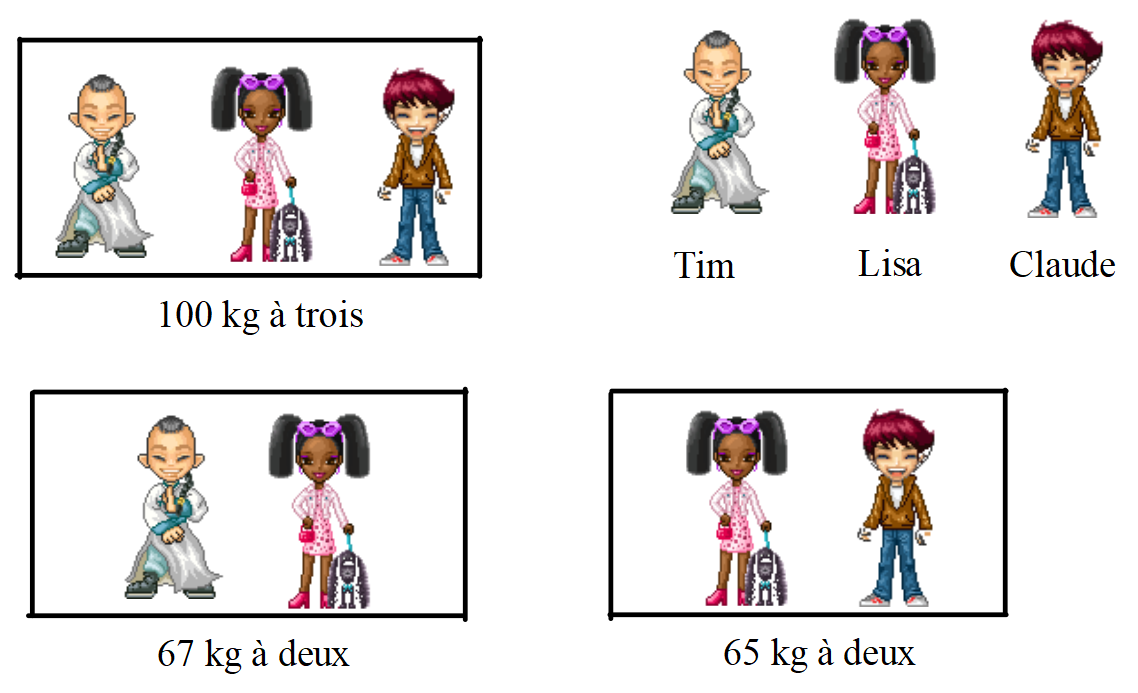 Tim
Lisa
Claude
100 kg à trois
67 kg à deux
65 kg à deux